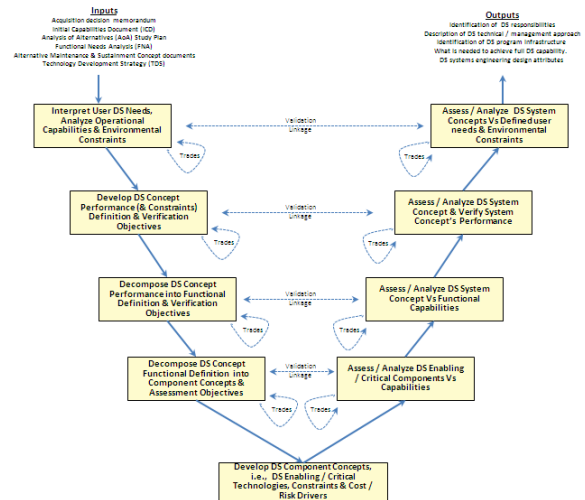 Inputs
Acquisition decision memorandum
Initial Capabilities Document (ICD)
Analysis of Alternatives (AoA) Study Plan
Functional Needs Analysis (FNA)
Alternative Maintenance & Sustainment Concept documents
Technology Development Strategy (TDS)
Outputs
Identification of DS responsibilities
Description of DS technical / management approach
Identification of DS program infrastructure
What is needed to achieve full DS capability.
DS systems engineering design attributes
Interpret User DS Needs,
Analyze Operational
Capabilities & Environmental
Constraints
Validation
Linkage
Assess / Analyze DS System
Concepts Vs Defined user
needs & Environmental
Constraints
Trades
Trades
Develop DS Concept
Performance (& Constraints)
Definition & Verification
Objectives
Validation
Linkage
Assess / Analyze DS System
Concept & Verify System
Concept's Performance
Trades
Trades
Decompose DS Concept
Performance into Functional
Definition & Verification
Objectives
Validation
Linkage
Assess / Analyze DS System
Concept Vs Functional
Capabilities
Trades
Trades
Decompose DS Concept
Functional Definition into
Component Concepts &
Assessment Objectives
Validation
Linkage
Assess / Analyze DS Enabling
/ Critical Components Vs
Capabilities
Trades
Trades
Develop DS Component Concepts,
i.e., DS Enabling / Critical
Technologies, Constraints & Cost /
Risk Drivers